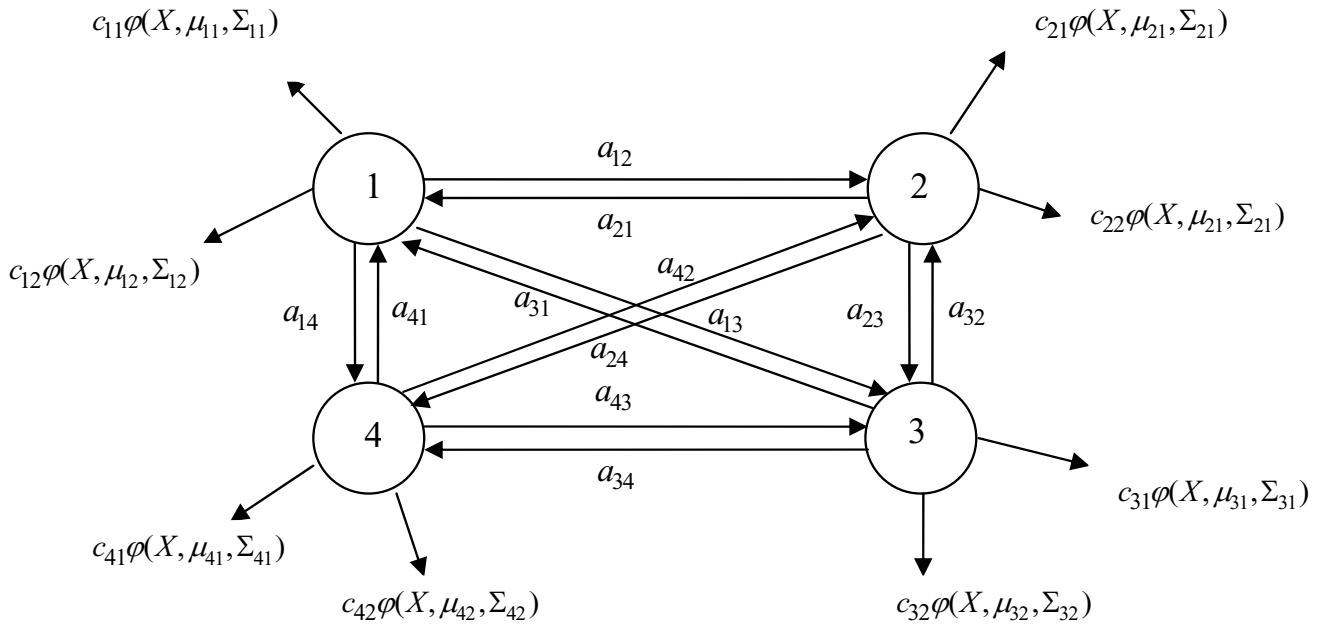 c₁₁φ(X, μ₁₁, Σ₁₁)
c₂₁φ(X, μ₂₁, Σ₂₁)
a₁₂
1
2
a₂₁
c₂₂φ(X, μ₂₁, Σ₂₁)
c₁₂φ(X, μ₁₂, Σ₁₂)
a₄₂
a₃₁
a₁₄
a₄₁
a₁₃
a₂₃
a₃₂
a₂₄
a₄₃
4
3
a₃₄
c₃₁φ(X, μ₃₁, Σ₃₁)
c₄₁φ(X, μ₄₁, Σ₄₁)
c₄₂φ(X, μ₄₂, Σ₄₂)
c₃₂φ(X, μ₃₂, Σ₃₂)